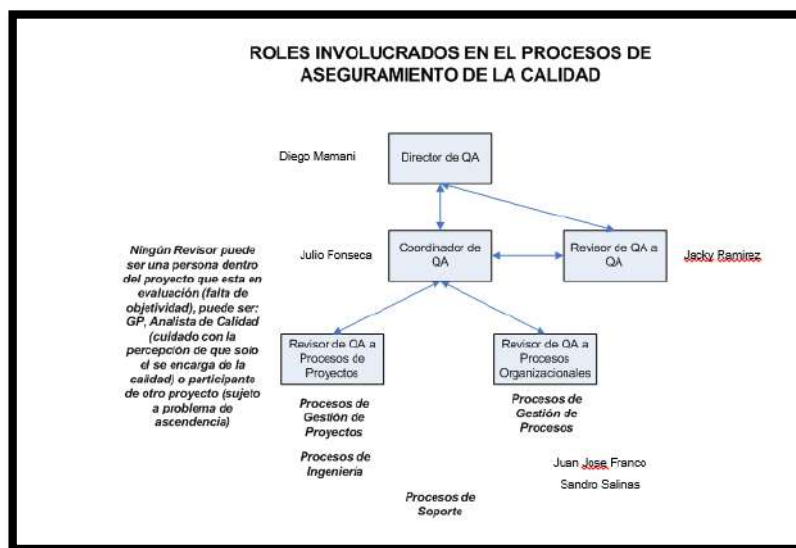 ROLES INVOLUCRADOS EN EL PROCESOS DE
ASEGURAMIENTO DE LA CALIDAD
Diego Mamani
Director de QA
Ningún Revisor puede
ser una persona dentro
del proyecto que esta en
evaluación (falta de
objetividad), puede ser:
GP, Analista de Calidad
(cuidado con la
percepción de que solo
el se encarga de la
calidad) o participante
de otro proyecto (sujeto
a problema de
ascendencia)
Julio Fonseca
Coordinador de
QA
Revisor de QA a
QA
Jacky Ramirez
Revisor de QA a
Procesos de
Proyectos
Revisor de QA a
Procesos
Organizacionales
Procesos de
Gestión de
Proyectos
Procesos de
Gestión de
Procesos
Procesos de
Ingeniería
Juan Jose Franco
Sandro Salinas
Procesos de
Soporte